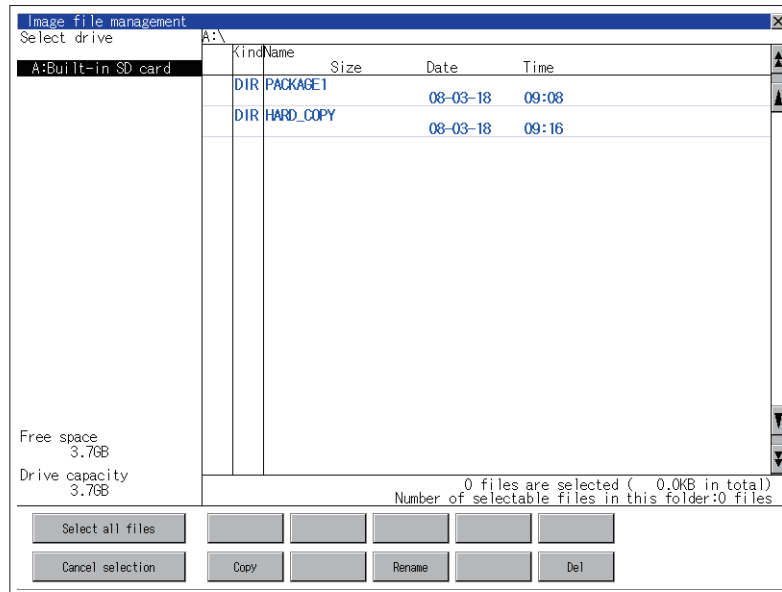 Image file management
Select drive
A:\
A:Built-in SD card
Kind Name
Size Date Time
DIR PACKAGE1
08-03-18 09:08
DIR HARD_COPY
08-03-18 09:16
Free space
3.7GB
Drive capacity
3.7GB
0 files are selected ( 0.0KB in total)
Number of selectable files in this folder:0 files
Select all files
Cancel selection Copy Rename Del